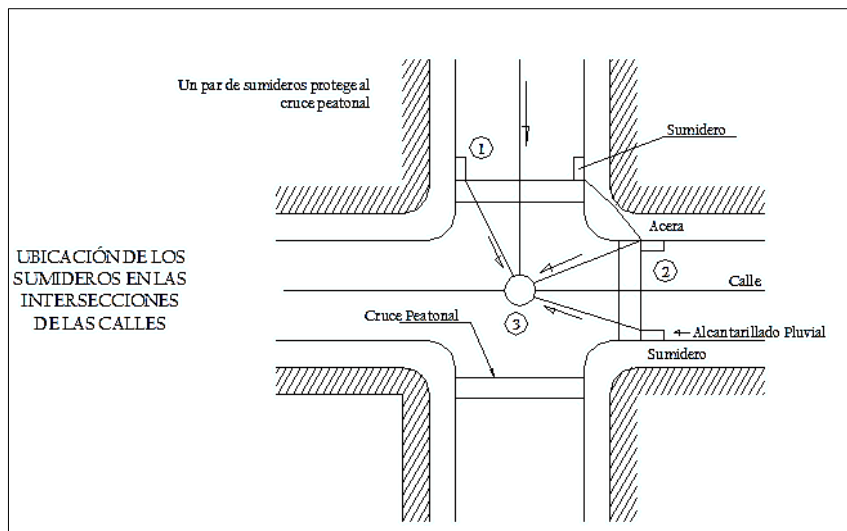 Un par de sumideros protege al
cruce peatonal
1
Sumidero
Acera
UBICACIÓN DE LOS
SUMIDEROS EN LAS
INTERSECCIONES
DE LAS CALLES
2
Calle
Cruce Peatonal
3
Alcantarillado Pluvial
Sumidero